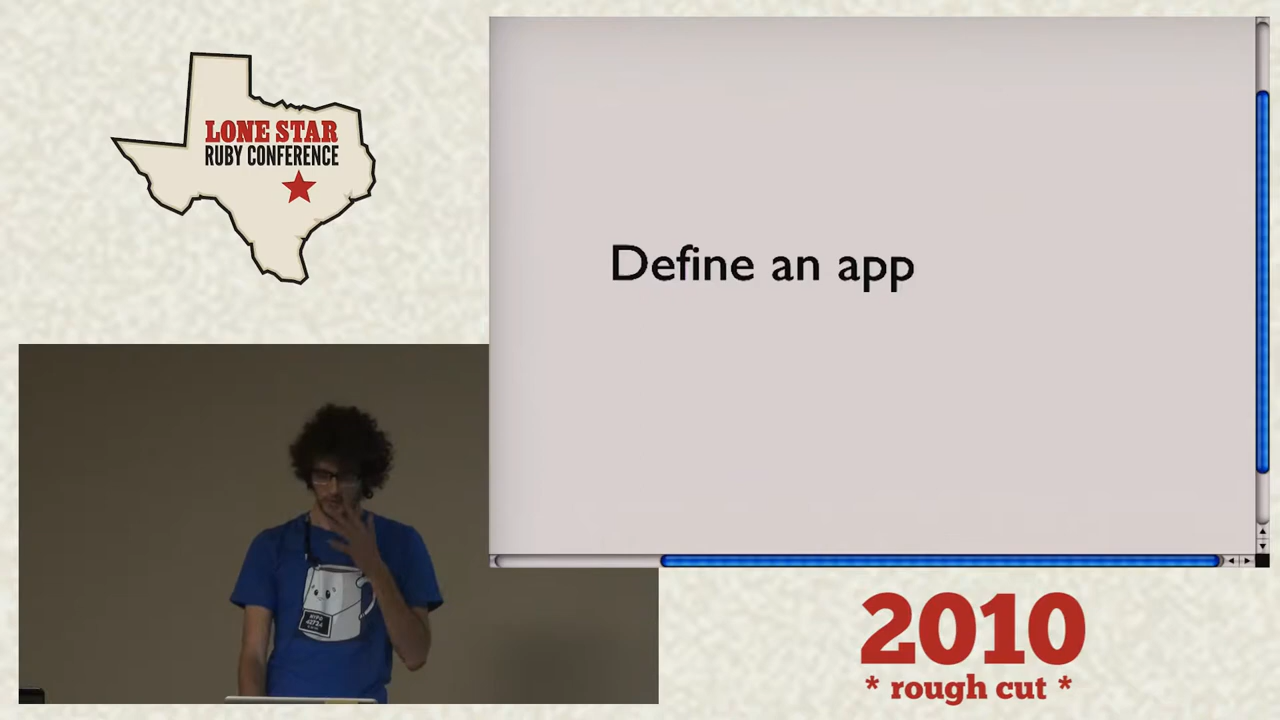 LONE STAR
RUBY CONFERENCE
Define an app
2010
* rough cut *